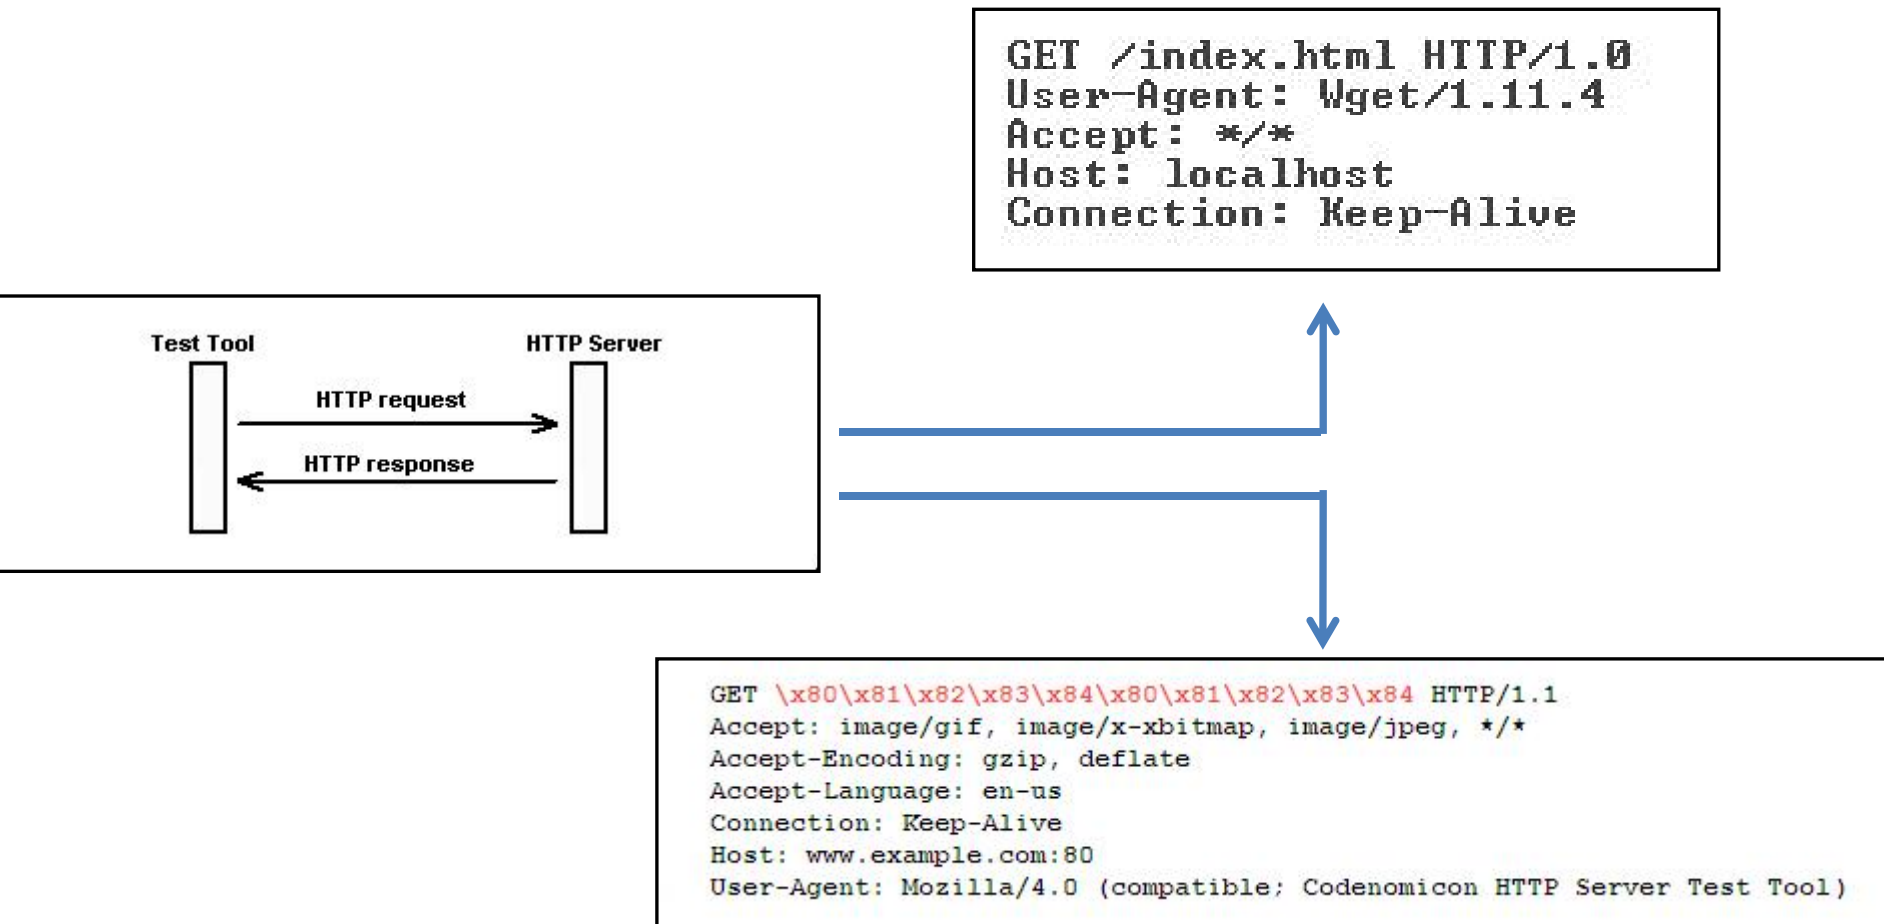 GET /index.html HTTP/1.0
User-Agent: Wget/1.11.4
Accept: */*
Host: localhost
Connection: Keep-Alive
Test Tool HTTP Server
HTTP request
HTTP response
GET \x80\x81\x82\x83\x84\x80\x81\x82\x83\x84 HTTP/1.1
Accept: image/gif, image/x-xbitmap, image/jpeg, */*
Accept-Encoding: gzip, deflate
Accept-Language: en-us
Connection: Keep-Alive
Host: www.example.com:80
User-Agent: Mozilla/4.0 (compatible; Codenomicon HTTP Server Test Tool)